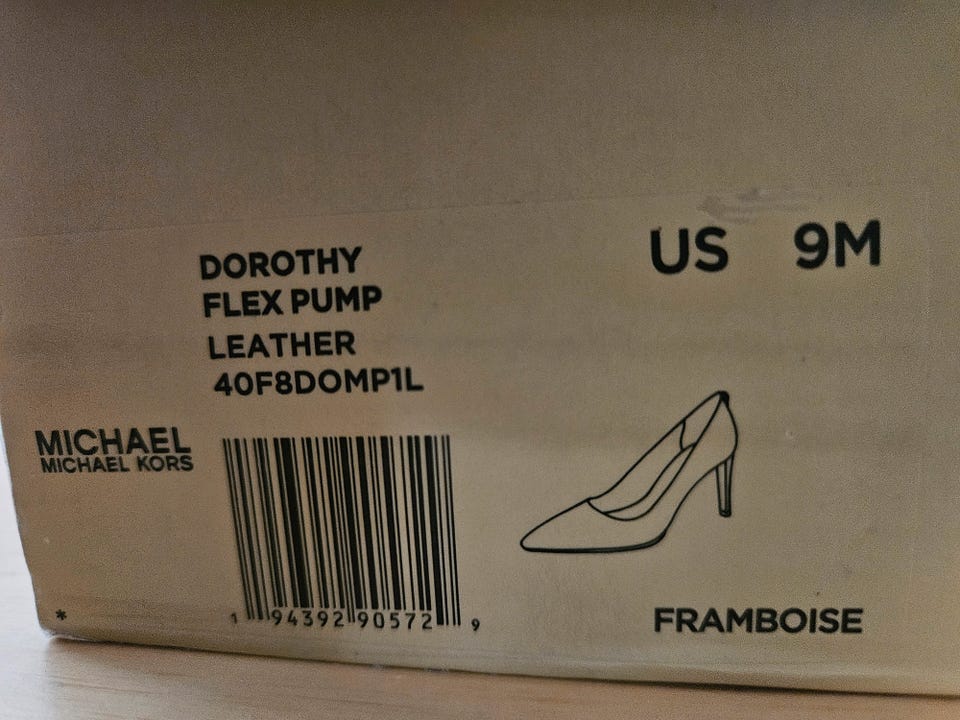 DOROTHY
FLEX PUMP
LEATHER
40F8DOMP1L
US 9M
MICHAEL
MICHAEL KORS
1 94392 90572 9
*
FRAMBOISE